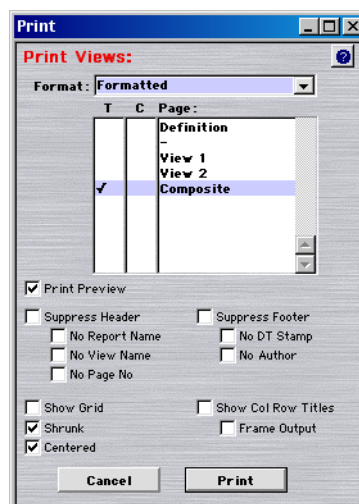 Print
Print Views:
Format: Formatted
T C Page:
Definition
–
View 1
View 2
✓ Composite
Print Preview
Suppress Header Suppress Footer
No Report Name No DT Stamp
No View Name No Author
No Page No
Show Grid Show Col Row Titles
Shrunk Frame Output
Centered
Cancel Print